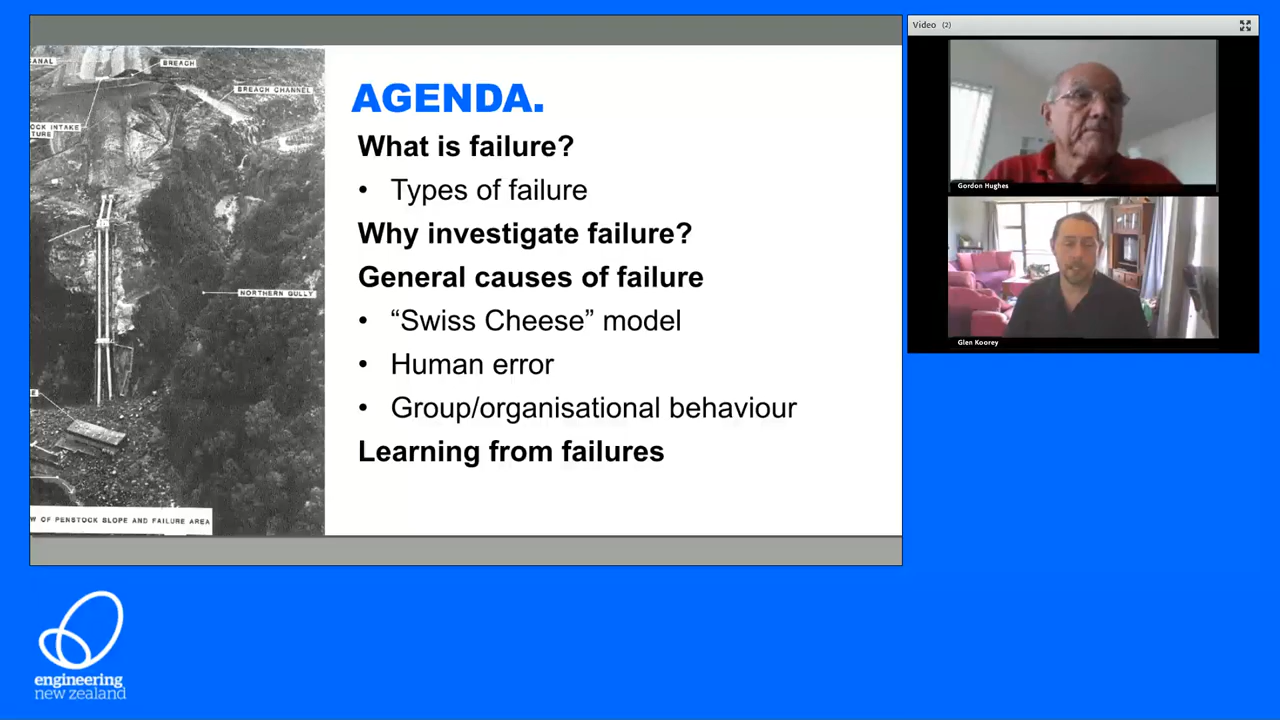 ANAL
BREACH
BREACH CHANNEL
OCK INTAKE
TURE
NORTHERN GULLY
E
W OF PENSTOCK SLOPE AND FAILURE AREA
AGENDA.
What is failure?
• Types of failure
Why investigate failure?
General causes of failure
• “Swiss Cheese” model
• Human error
• Group/organisational behaviour
Learning from failures
Video (2)
Gordon Hughes
Glen Koorey
engineering
new zealand